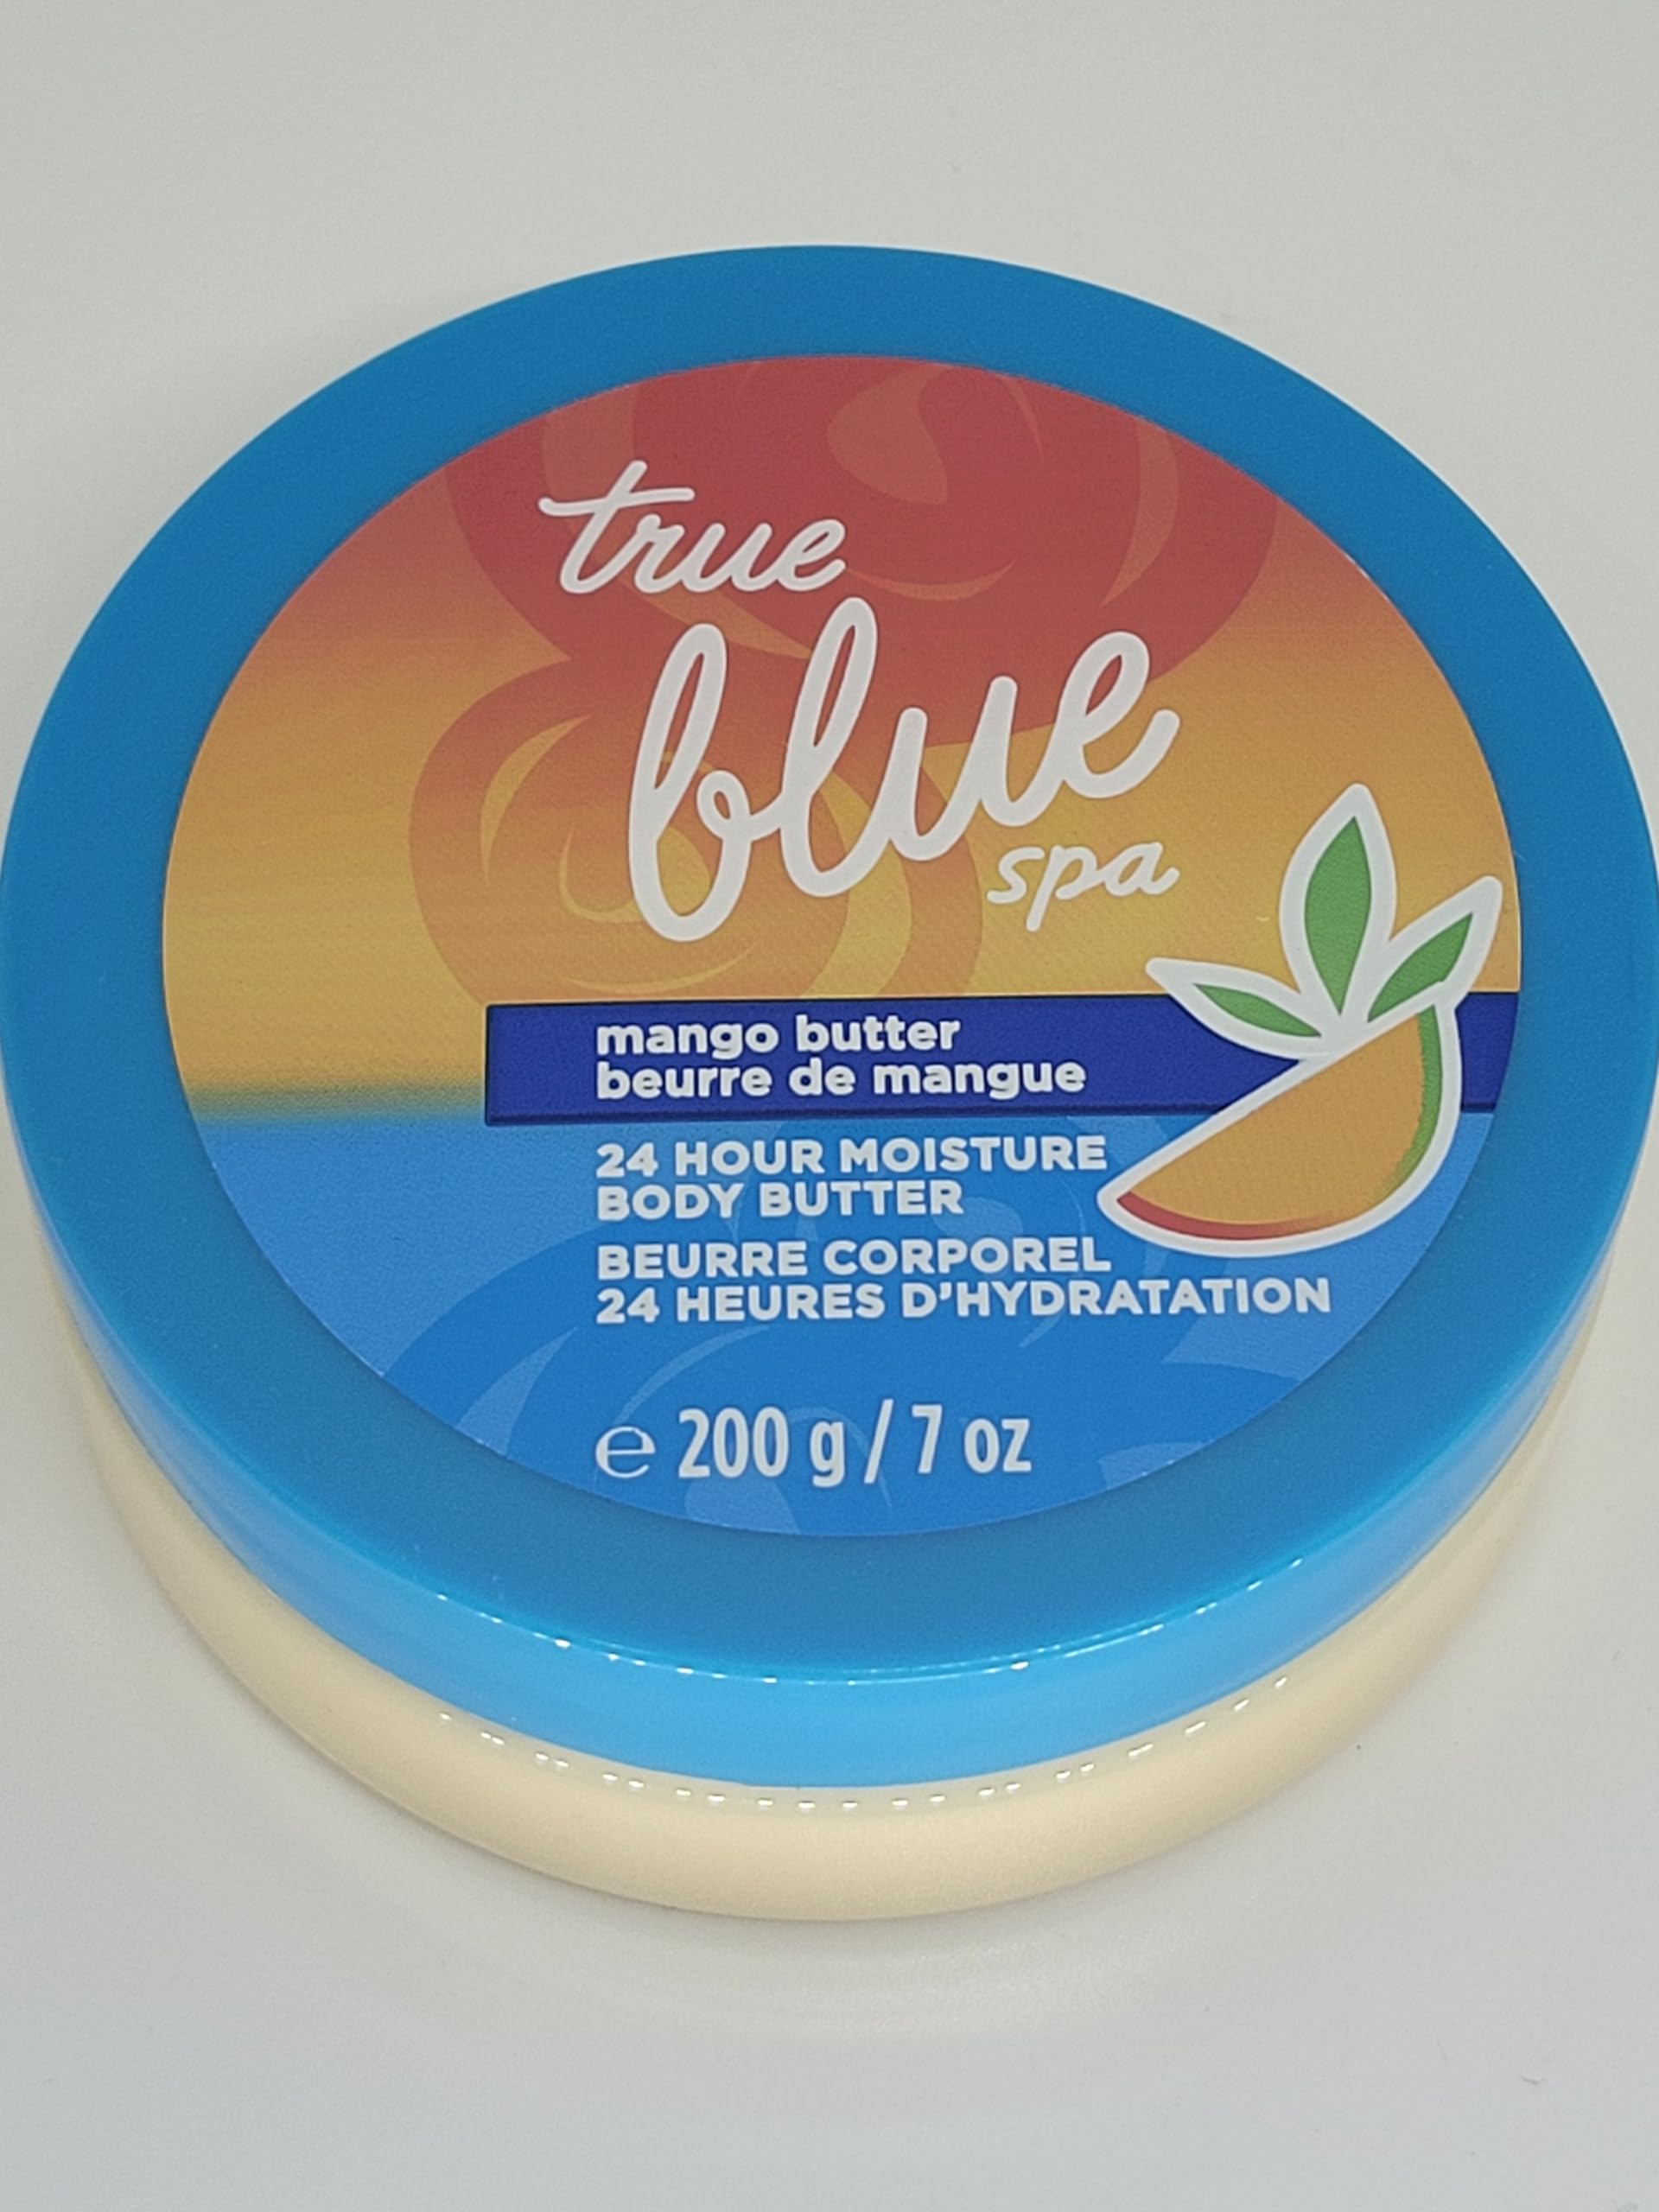 true
blue
spa
mango butter
beurre de mangue
24 HOUR MOISTURE
BODY BUTTER
BEURRE CORPOREL
24 HEURES D'HYDRATATION
℮ 200 g / 7 oz